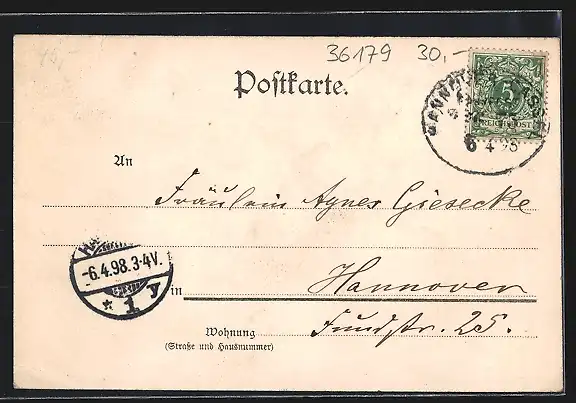 36179 30,-
Postkarte.
5
REICHSPOST
6 4 98
An
Fräulein Agnes Giesecke
-6.4.98.3-4V.
* 1 y
in Hannover
Wohnung
(Straße und Hausnummer)
Fundstr. 25.